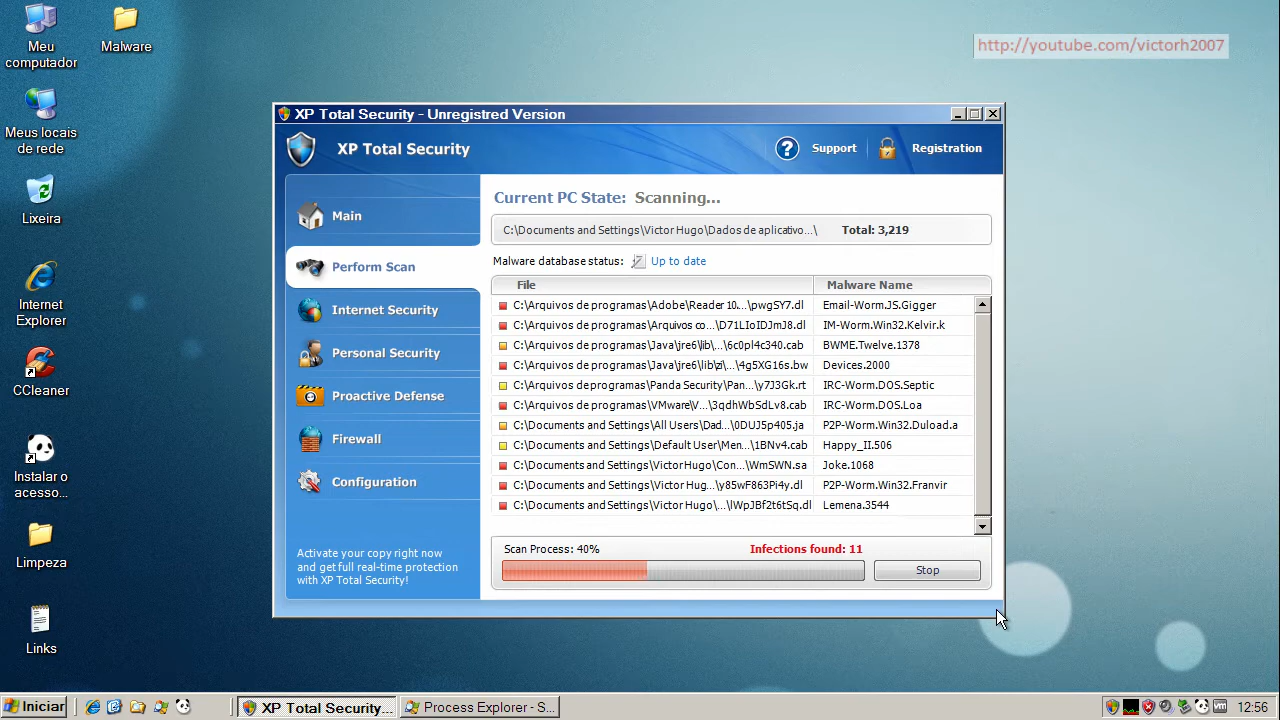 Meu computador
Malware
http://youtube.com/victorh2007
Meus locais de rede
Lixeira
Internet Explorer
CCleaner
Instalar o acesso...
Limpeza
Links
XP Total Security - Unregistred Version
XP Total Security
Support
Registration
Main
Perform Scan
Internet Security
Personal Security
Proactive Defense
Firewall
Configuration
Activate your copy right now
and get full real-time protection
with XP Total Security!
Current PC State: Scanning...
C:\Documents and Settings\Victor Hugo\Dados de aplicativo...\ Total: 3,219
Malware database status: Up to date
File Malware Name
C:\Arquivos de programas\Adobe\Reader 10...\pwgSY7.dl Email-Worm.JS.Gigger
C:\Arquivos de programas\Arquivos co...\D71LIoIDJmJ8.dl IM-Worm.Win32.Kelvir.k
C:\Arquivos de programas\Java\jre6\lib\...\6c0pl4c340.cab BWME.Twelve.1378
C:\Arquivos de programas\Java\jre6\lib\zi...\4g5XG16s.bw Devices.2000
C:\Arquivos de programas\Panda Security\Pan...\y7J3Gk.rt IRC-Worm.DOS.Septic
C:\Arquivos de programas\VMware\V...\3qdhWbSdLv8.cab IRC-Worm.DOS.Loa
C:\Documents and Settings\All Users\Dad...\0DUJ5p405.ja P2P-Worm.Win32.Duload.a
C:\Documents and Settings\Default User\Men...\1BNv4.cab Happy_II.506
C:\Documents and Settings\Victor Hugo\Con...\WmSWN.sa Joke.1068
C:\Documents and Settings\Victor Hug...\y85wF863Pi4y.dl P2P-Worm.Win32.Franvir
C:\Documents and Settings\Victor Hugo\...\lWpJBf2t6tSq.dl Lemena.3544
Scan Process: 40% Infections found: 11
Stop
Iniciar
XP Total Security...
Process Explorer - S...
12:56